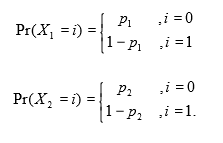 Pr(X₁ = i) = { p₁ , i = 0
1 − p₁ , i = 1
Pr(X₂ = i) = { p₂ , i = 0
1 − p₂ , i = 1.